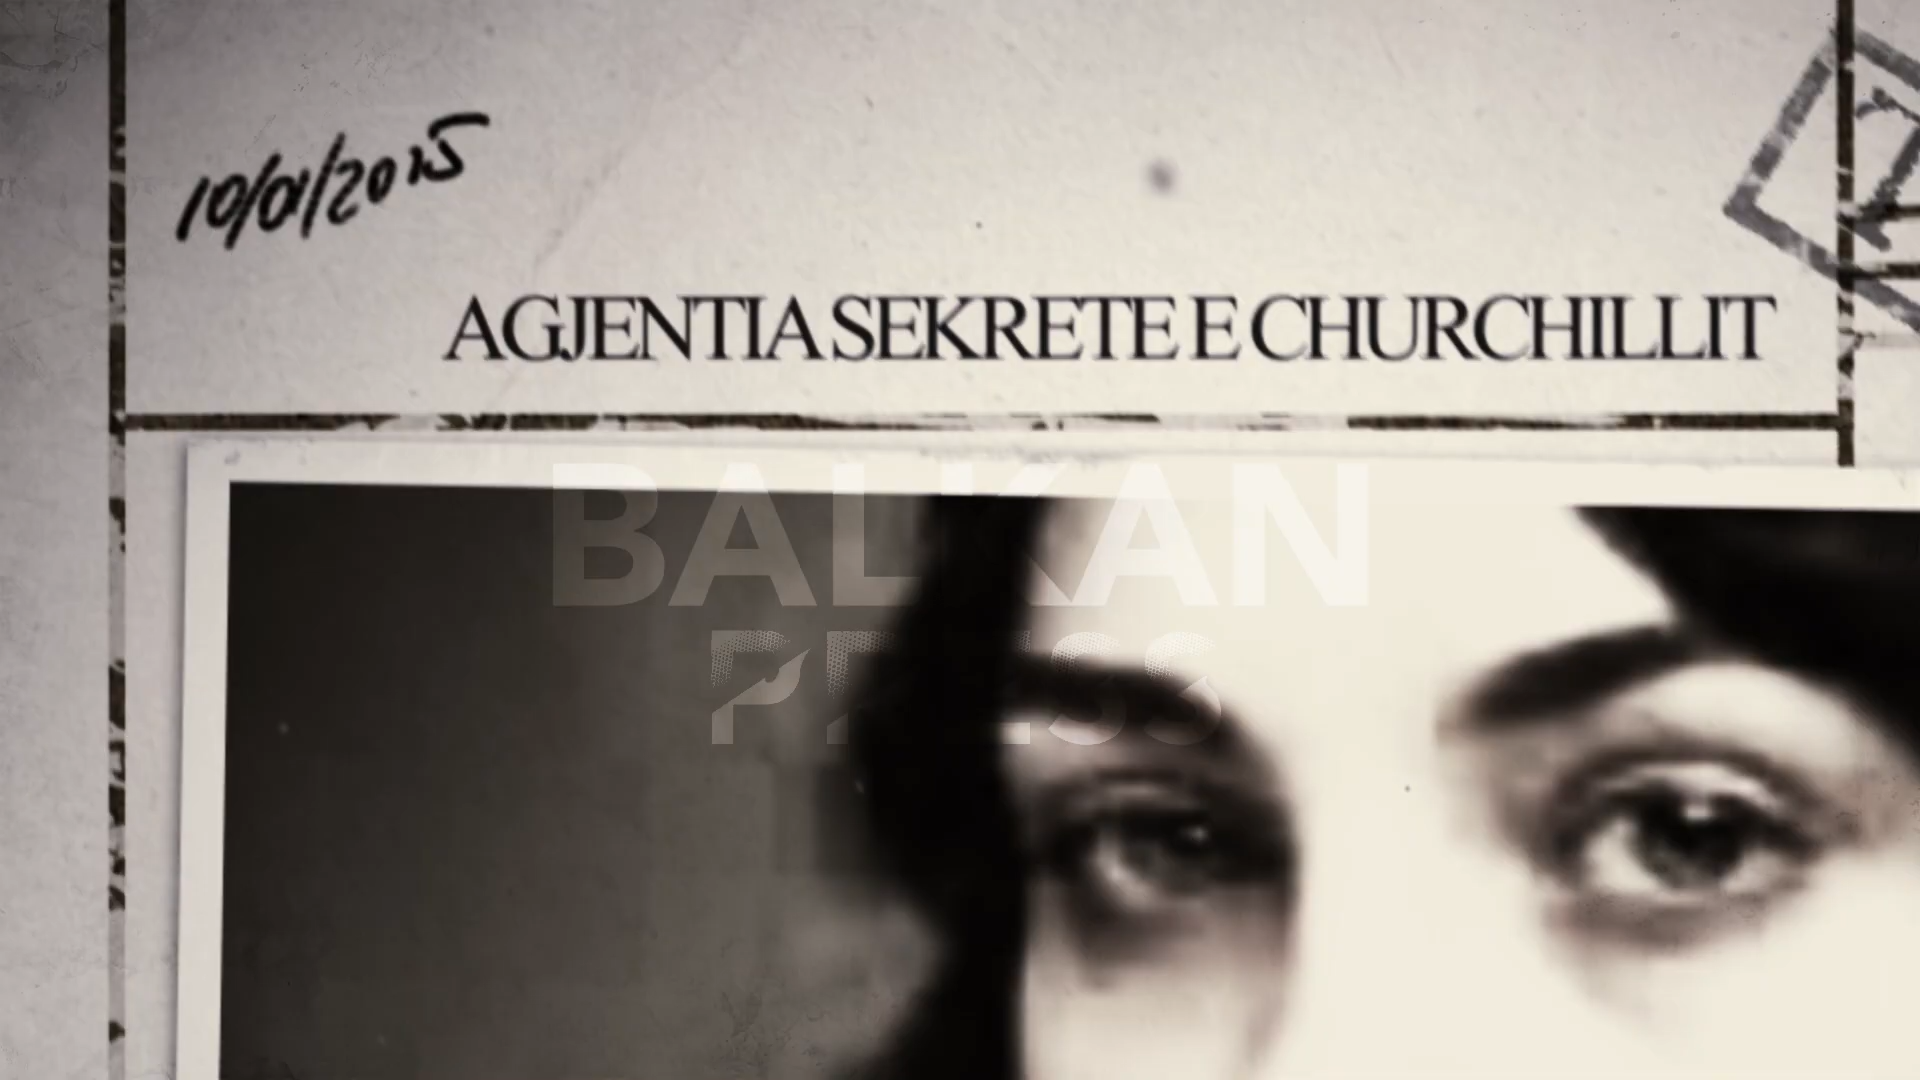 10/01/2015
AGJENTIA SEKRETE E CHURCHILLIT
BALKAN
PRESS